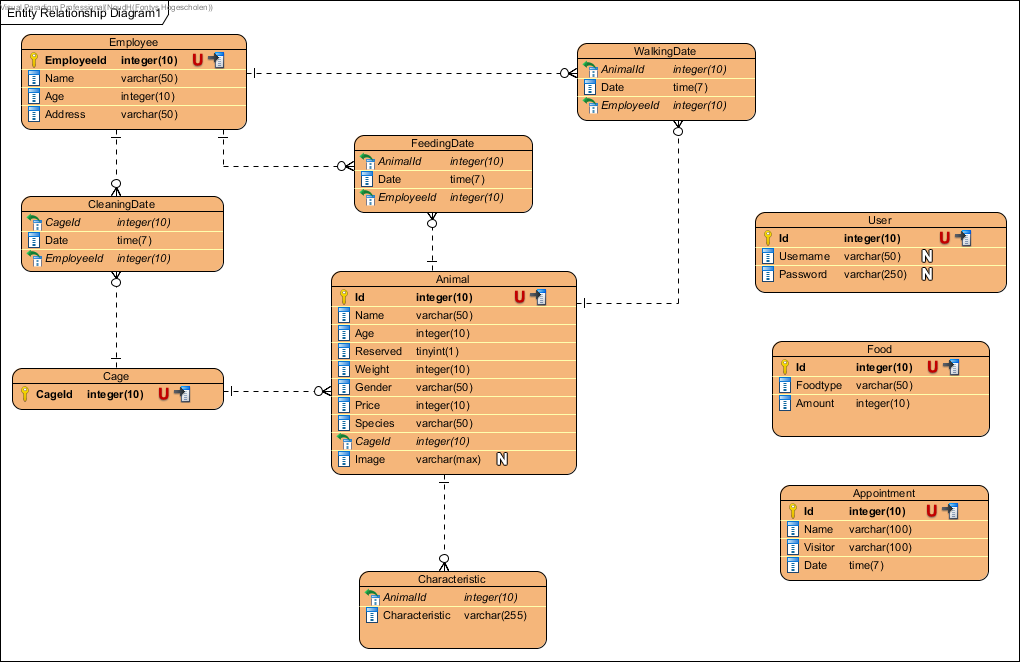 Visual Paradigm Professional(NoudH(Fontys Hogescholen))
Entity Relationship Diagram1
Employee
EmployeeId integer(10) U
Name varchar(50)
Age integer(10)
Address varchar(50)
WalkingDate
AnimalId integer(10)
Date time(7)
EmployeeId integer(10)
FeedingDate
AnimalId integer(10)
Date time(7)
EmployeeId integer(10)
CleaningDate
CageId integer(10)
Date time(7)
EmployeeId integer(10)
User
Id integer(10) U
Username varchar(50) N
Password varchar(250) N
Animal
Id integer(10) U
Name varchar(50)
Age integer(10)
Reserved tinyint(1)
Weight integer(10)
Gender varchar(50)
Price integer(10)
Species varchar(50)
CageId integer(10)
Image varchar(max) N
Cage
CageId integer(10) U
Food
Id integer(10) U
Foodtype varchar(50)
Amount integer(10)
Appointment
Id integer(10) U
Name varchar(100)
Visitor varchar(100)
Date time(7)
Characteristic
AnimalId integer(10)
Characteristic varchar(255)